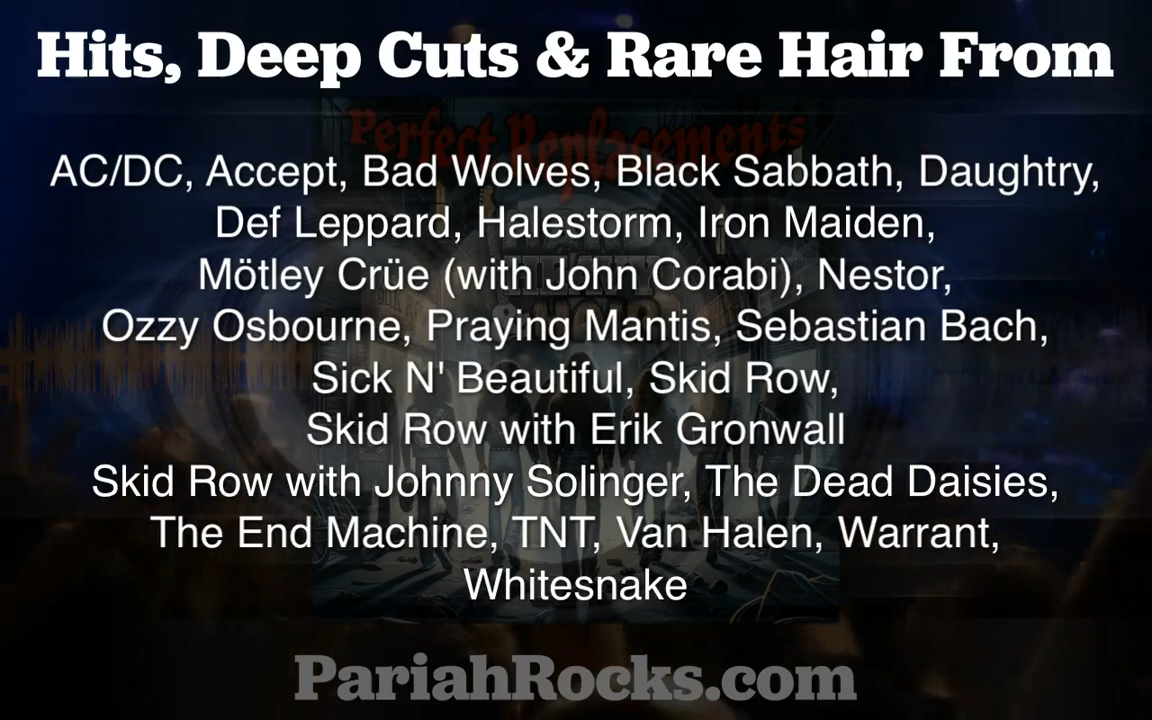 Hits, Deep Cuts & Rare Hair From
Perfect Replacements
AC/DC, Accept, Bad Wolves, Black Sabbath, Daughtry,
Def Leppard, Halestorm, Iron Maiden,
Mötley Crüe (with John Corabi), Nestor,
Ozzy Osbourne, Praying Mantis, Sebastian Bach,
Sick N' Beautiful, Skid Row,
Skid Row with Erik Gronwall
Skid Row with Johnny Solinger, The Dead Daisies,
The End Machine, TNT, Van Halen, Warrant,
Whitesnake
PariahRocks.com